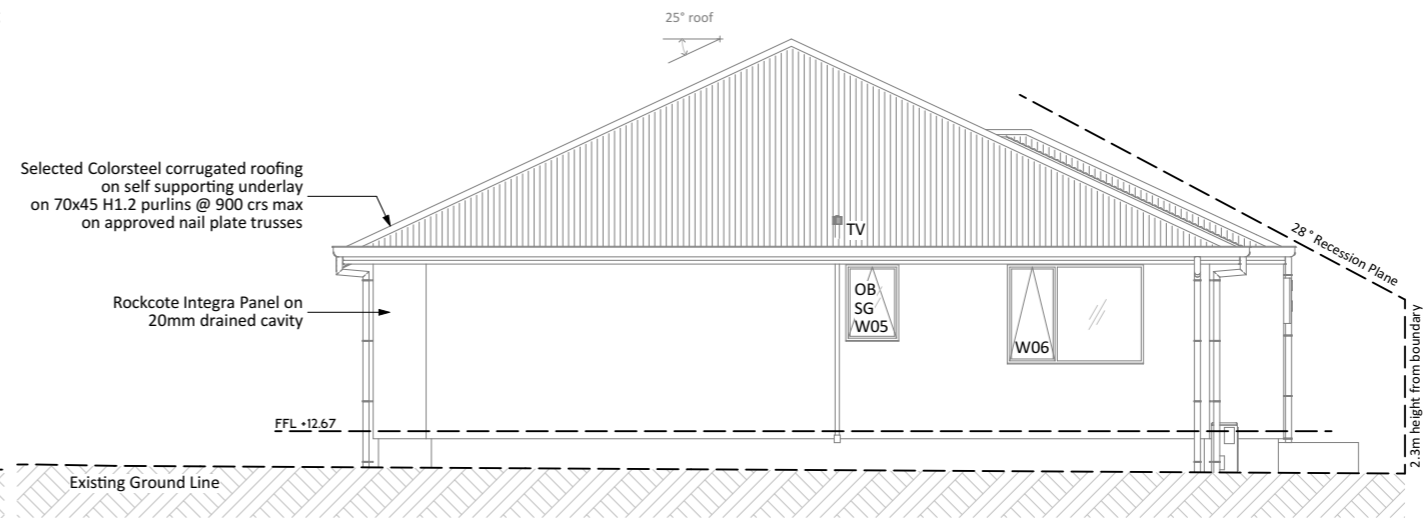 25° roof
Selected Colorsteel corrugated roofing
on self supporting underlay
on 70x45 H1.2 purlins @ 900 crs max
on approved nail plate trusses
TV
28° Recession Plane
Rockcote Integra Panel on
20mm drained cavity
OB
SG
W05
W06
2.3m height from boundary
FFL +12.67
Existing Ground Line